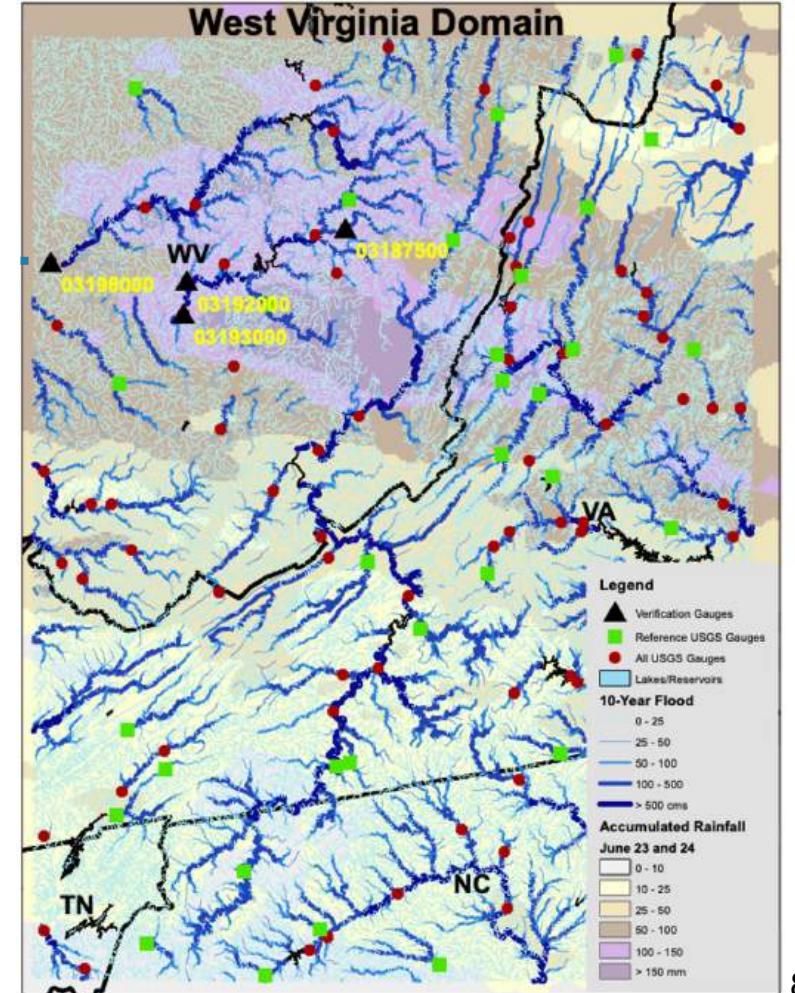 West Virginia Domain
WV
03187500
03198000
03192000
03193000
VA
Legend
Verification Gauges
Reference USGS Gauges
All USGS Gauges
Lakes/Reservoirs
10-Year Flood
0 - 25
25 - 50
50 - 100
100 - 500
> 500 cms
Accumulated Rainfall
June 23 and 24
0 - 10
10 - 25
25 - 50
50 - 100
100 - 150
> 150 mm
NC
TN